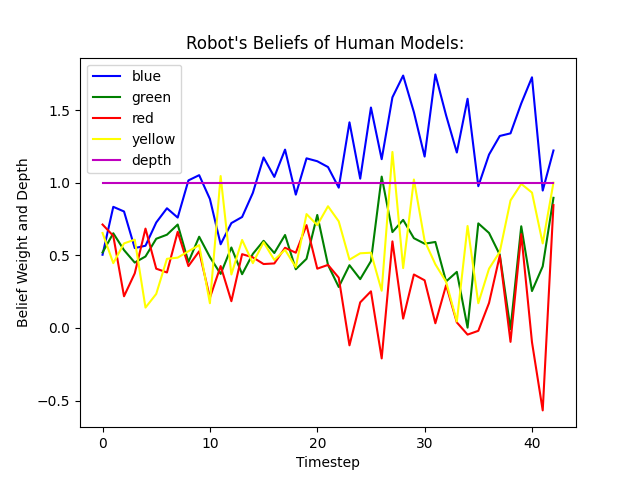 Robot's Beliefs of Human Models:
blue
green
red
yellow
depth
Belief Weight and Depth
1.5
1.0
0.5
0.0
−0.5
0 10 20 30 40
Timestep